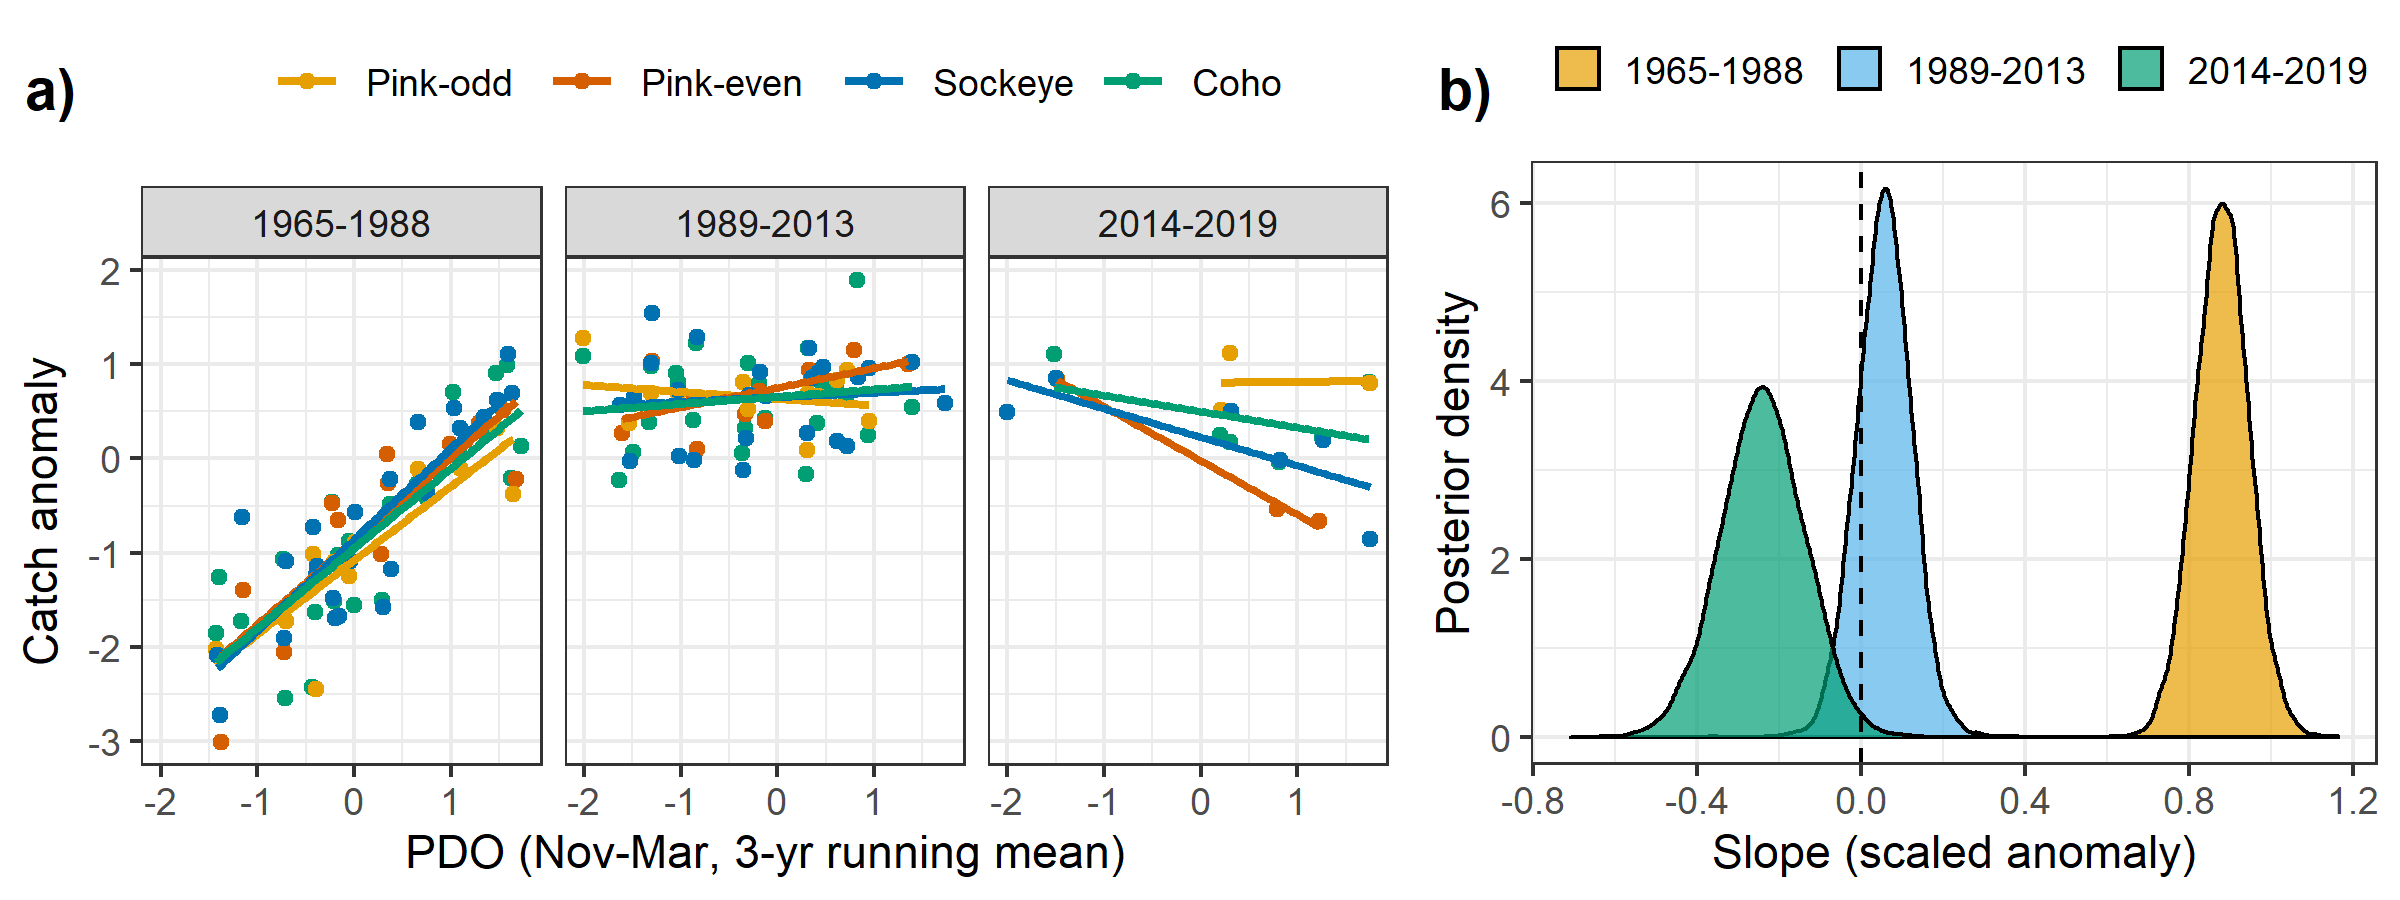 a)
Pink-odd Pink-even Sockeye Coho
1965-1988 1989-2013 2014-2019
Catch anomaly
2
1
0
-1
-2
-3
-2 -1 0 1 -2 -1 0 1 -2 -1 0 1
PDO (Nov-Mar, 3-yr running mean)
b)
1965-1988 1989-2013 2014-2019
Posterior density
6
4
2
0
-0.8 -0.4 0.0 0.4 0.8 1.2
Slope (scaled anomaly)